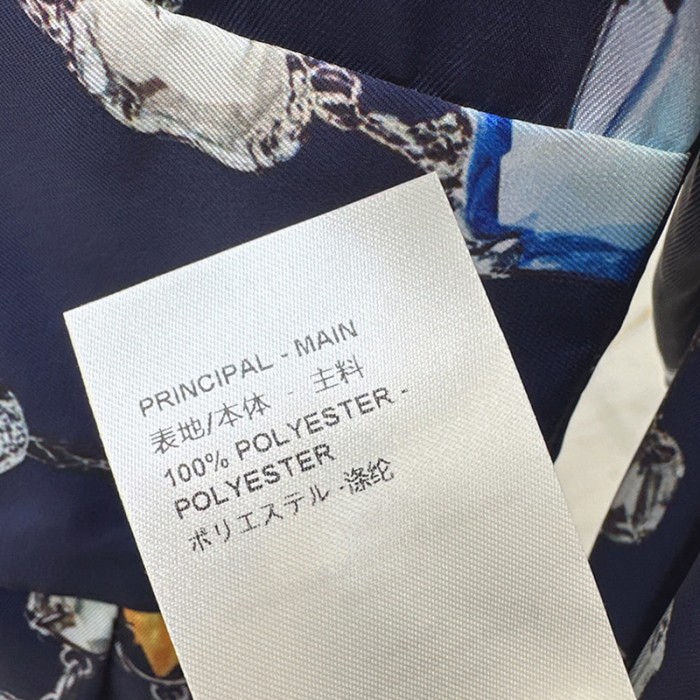 PRINCIPAL - MAIN
表地/本体 - 主料
100% POLYESTER -
POLYESTER
ポリエステル -涤纶